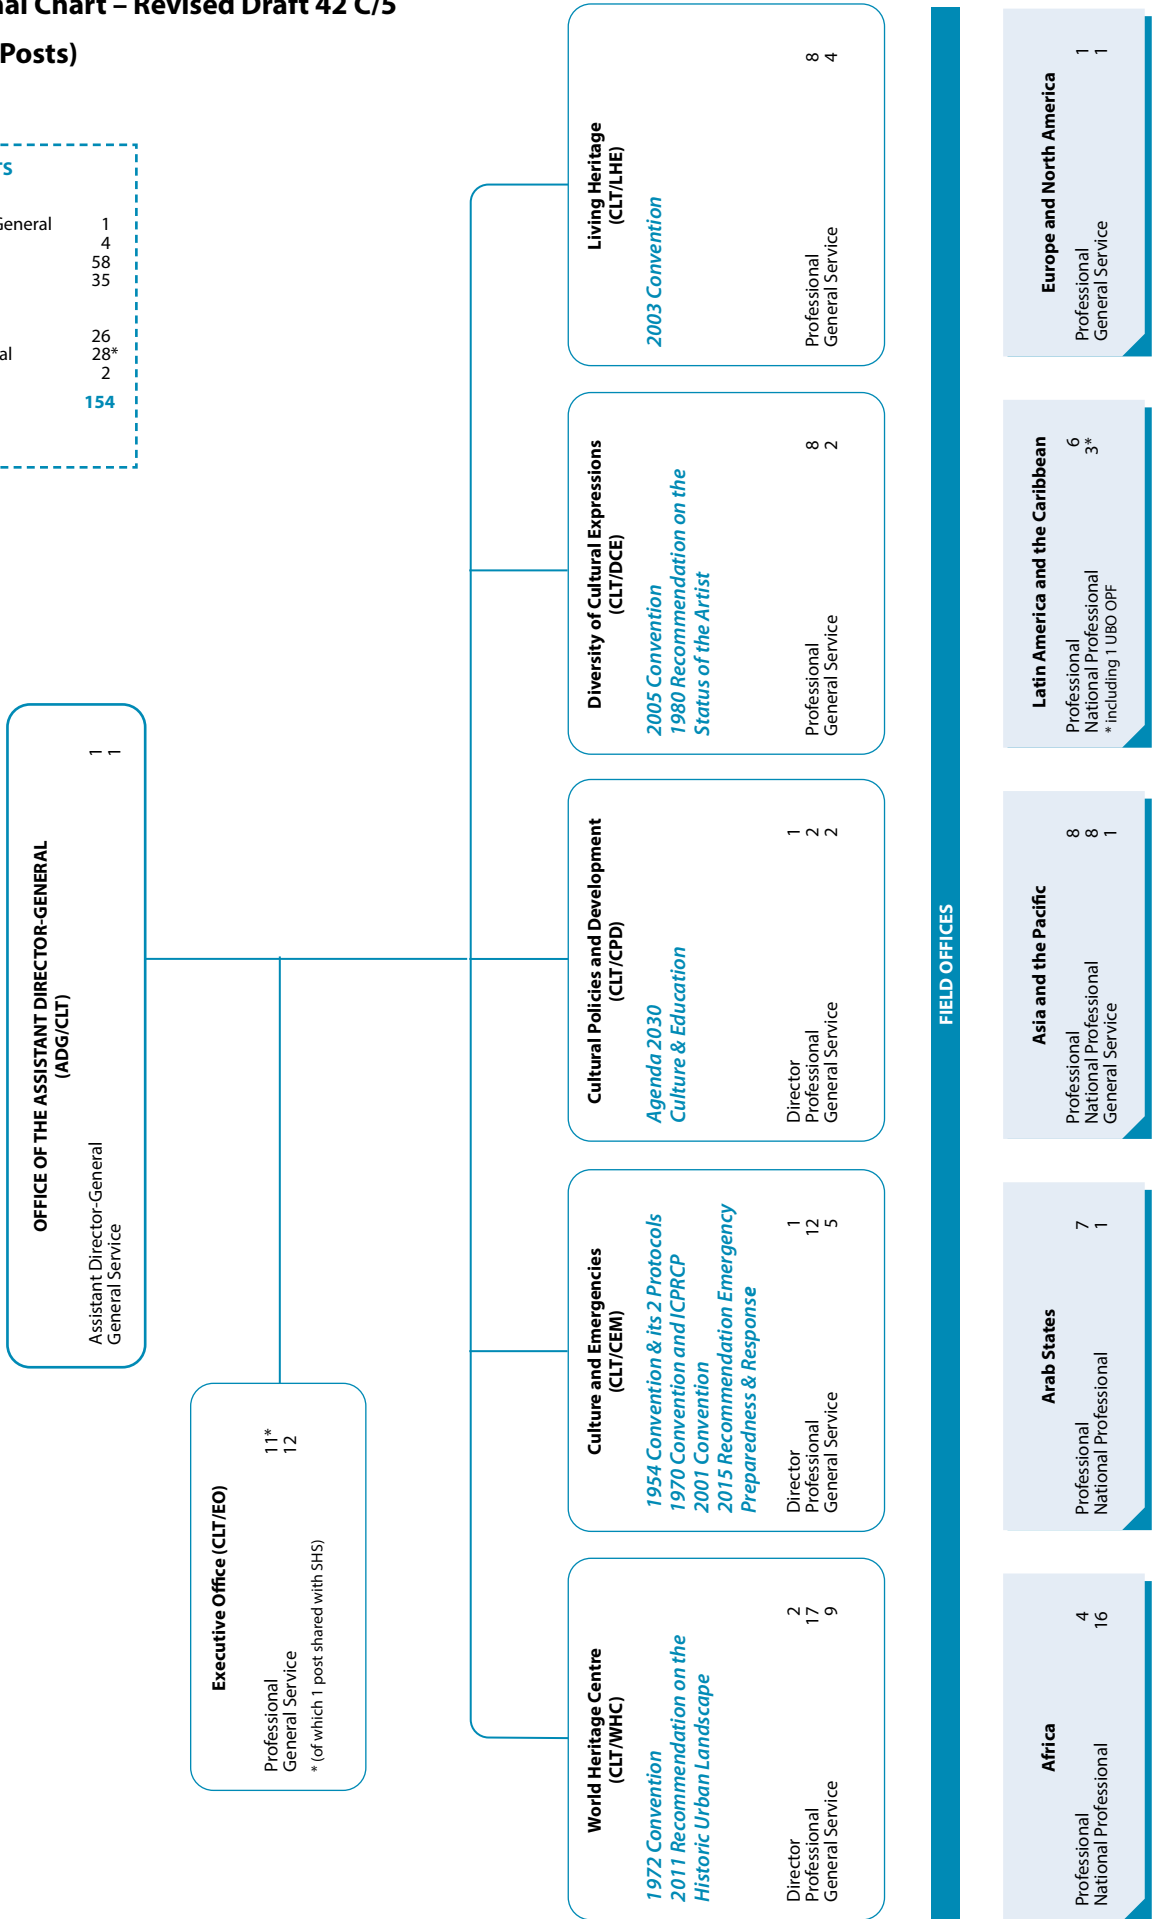 nal Chart – Revised Draft 42 C/5
Posts)
TS
General 1
4
58
35
26
al 28*
2
154
OFFICE OF THE ASSISTANT DIRECTOR-GENERAL
(ADG/CLT)
Assistant Director-General 1
General Service 1
Executive Office (CLT/EO)
Professional 11*
General Service 12
* (of which 1 post shared with SHS)
World Heritage Centre
(CLT/WHC)
1972 Convention
2011 Recommendation on the
Historic Urban Landscape
Director 2
Professional 17
General Service 9
Culture and Emergencies
(CLT/CEM)
1954 Convention & its 2 Protocols
1970 Convention and ICPRCP
2001 Convention
2015 Recommendation Emergency
Preparedness & Response
Director 1
Professional 12
General Service 5
Cultural Policies and Development
(CLT/CPD)
Agenda 2030
Culture & Education
Director 1
Professional 2
General Service 2
Diversity of Cultural Expressions
(CLT/DCE)
2005 Convention
1980 Recommendation on the
Status of the Artist
Professional 8
General Service 2
Living Heritage
(CLT/LHE)
2003 Convention
Professional 8
General Service 4
FIELD OFFICES
Africa
Professional 4
National Professional 16
Arab States
Professional 7
National Professional 1
Asia and the Pacific
Professional 8
National Professional 8
General Service 1
Latin America and the Caribbean
Professional 6
National Professional 3*
* including 1 UBO OPF
Europe and North America
Professional 1
General Service 1